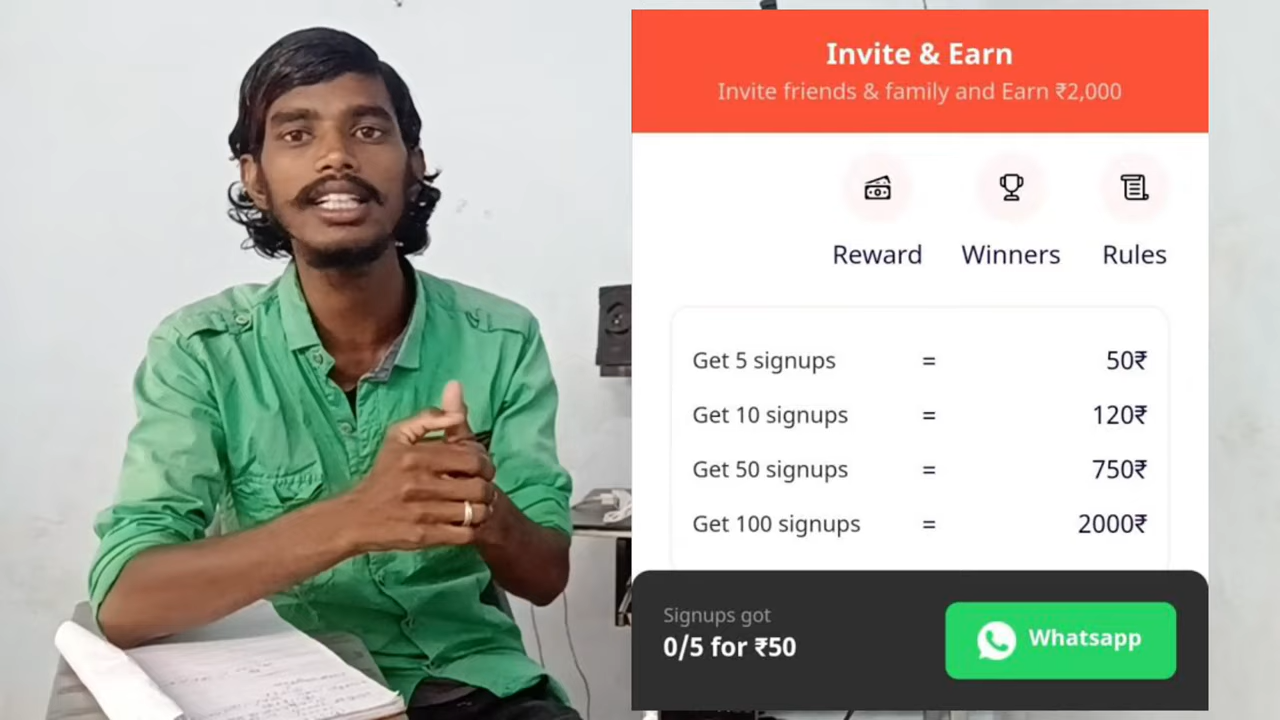 Invite & Earn
Invite friends & family and Earn ₹2,000
Reward Winners Rules
Get 5 signups = 50₹
Get 10 signups = 120₹
Get 50 signups = 750₹
Get 100 signups = 2000₹
Signups got
0/5 for ₹50
Whatsapp